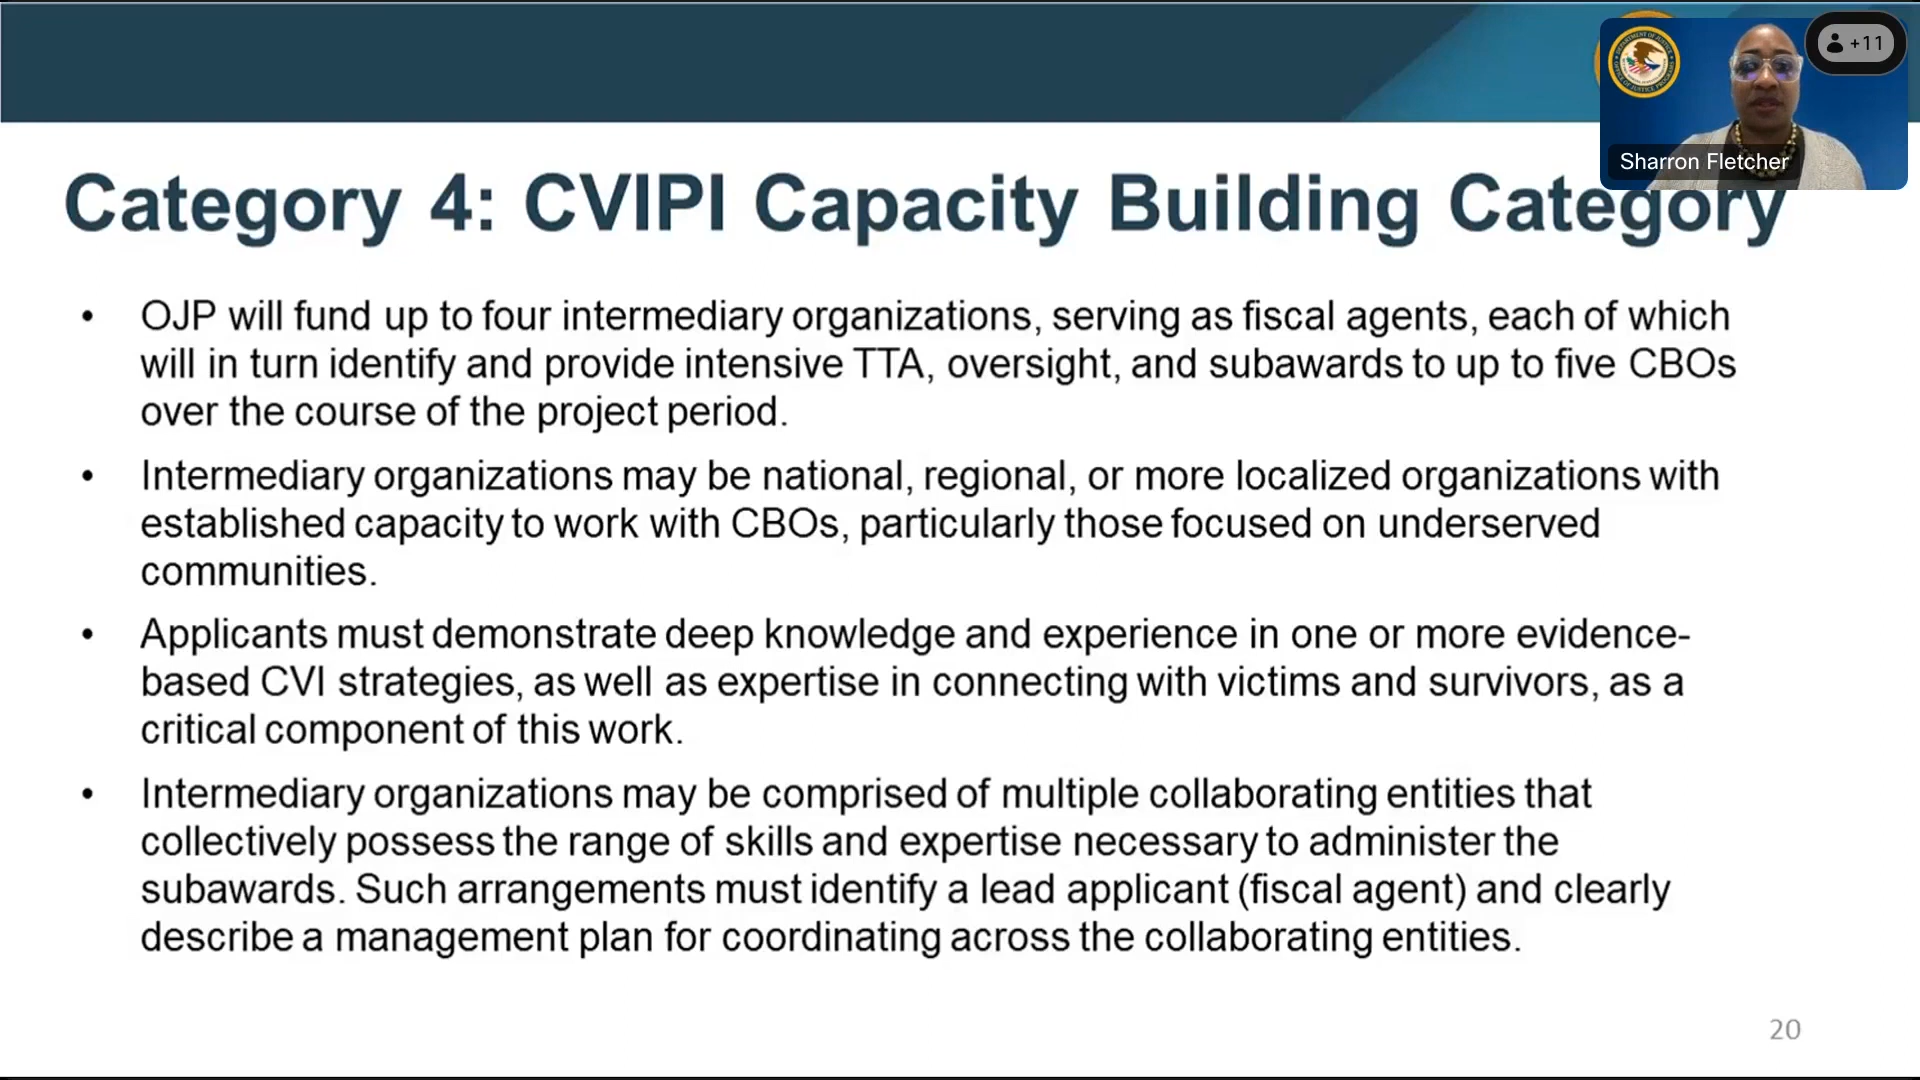 +11
Sharron Fletcher
Category 4: CVIPI Capacity Building Category
• OJP will fund up to four intermediary organizations, serving as fiscal agents, each of which
will in turn identify and provide intensive TTA, oversight, and subawards to up to five CBOs
over the course of the project period.
• Intermediary organizations may be national, regional, or more localized organizations with
established capacity to work with CBOs, particularly those focused on underserved
communities.
• Applicants must demonstrate deep knowledge and experience in one or more evidence-
based CVI strategies, as well as expertise in connecting with victims and survivors, as a
critical component of this work.
• Intermediary organizations may be comprised of multiple collaborating entities that
collectively possess the range of skills and expertise necessary to administer the
subawards. Such arrangements must identify a lead applicant (fiscal agent) and clearly
describe a management plan for coordinating across the collaborating entities.
20